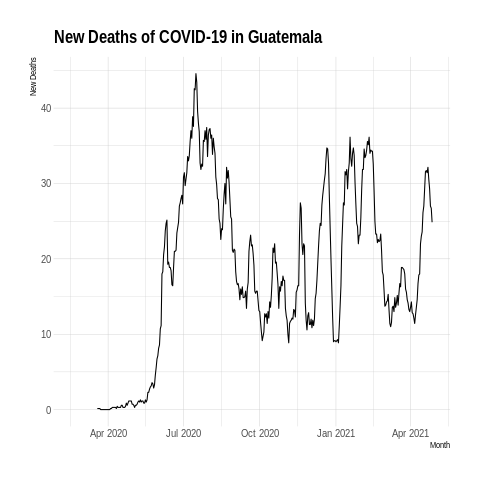 New Deaths of COVID-19 in Guatemala
New Deaths
40
30
20
10
0
Apr 2020 Jul 2020 Oct 2020 Jan 2021 Apr 2021
Month